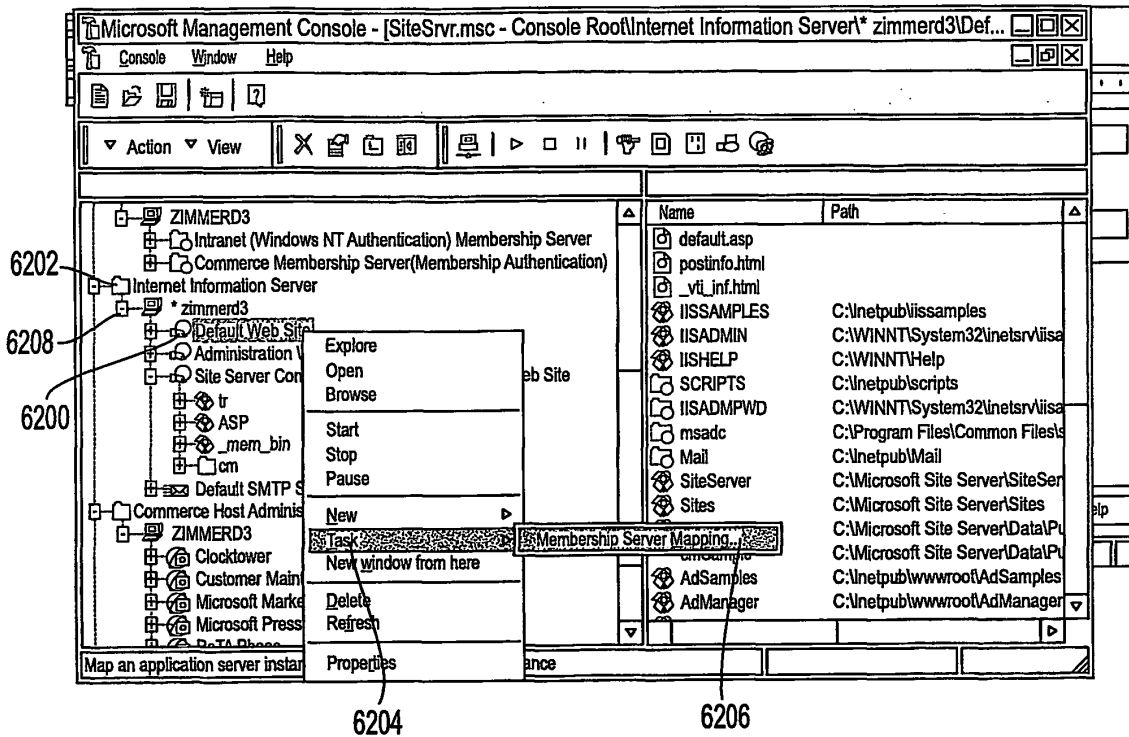 Microsoft Management Console - [SiteSrvr.msc - Console Root\Internet Information Server\* zimmerd3\Def...
Console Window Help
Action View
ZIMMERD3
Intranet (Windows NT Authentication) Membership Server
Commerce Membership Server(Membership Authentication)
6202
Internet Information Server
* zimmerd3
6208
Default Web Site
Administration
Site Server Con
eb Site
6200
tr
ASP
_mem_bin
cm
Default SMTP S
Commerce Host Adminis
ZIMMERD3
Clocktower
Customer Main
Microsoft Marke
Microsoft Press
Explore
Open
Browse
Start
Stop
Pause
New
Task
New window from here
Delete
Refresh
Properties
Membership Server Mapping...
Name Path
default.asp
postinfo.html
_vti_inf.html
IISSAMPLES C:\Inetpub\iissamples
IISADMIN C:\WINNT\System32\inetsrv\iisa
IISHELP C:\WINNT\Help
SCRIPTS C:\Inetpub\scripts
IISADMPWD C:\WINNT\System32\inetsrv\iisa
msadc C:\Program Files\Common Files\s
Mail C:\Inetpub\Mail
SiteServer C:\Microsoft Site Server\SiteSer
Sites C:\Microsoft Site Server\Sites
C:\Microsoft Site Server\Data\Pu
C:\Microsoft Site Server\Data\Pu
AdSamples C:\Inetpub\wwwroot\AdSamples
AdManager C:\Inetpub\wwwroot\AdManager
elp
Map an application server instan
ance
6204
6206